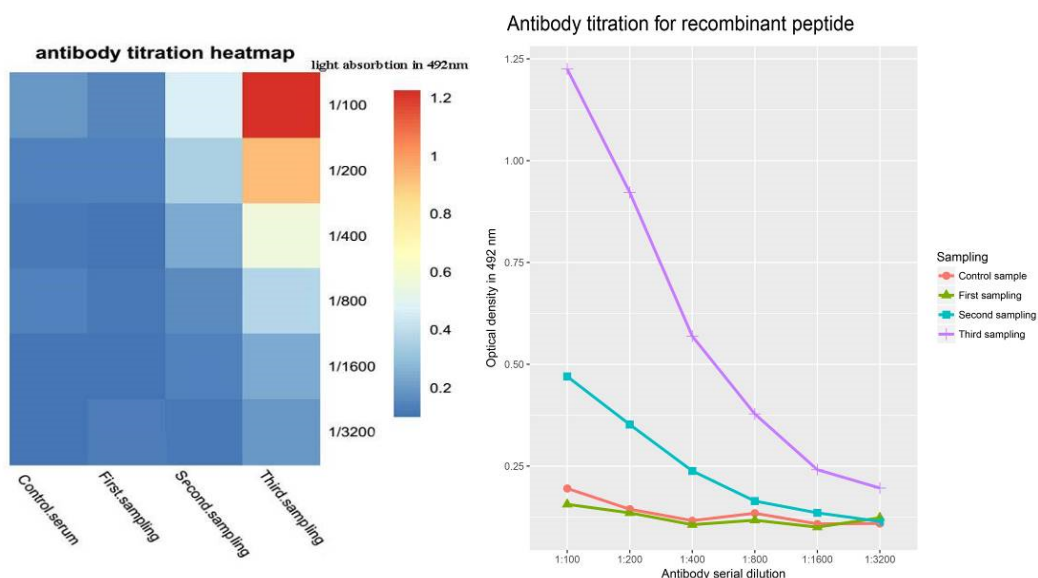 antibody titration heatmap
light absorbtion in 492nm
1/100
1/200
1/400
1/800
1/1600
1/3200
1.2
1
0.8
0.6
0.4
0.2
Control.serum
First.sampling
Second.sampling
Third.sampling
Antibody titration for recombinant peptide
Optical density in 492 nm
1.25
1.00
0.75
0.50
0.25
1:100
1:200
1:400
1:800
1:1600
1:3200
Antibody serial dilution
Sampling
Control sample
First sampling
Second sampling
Third sampling